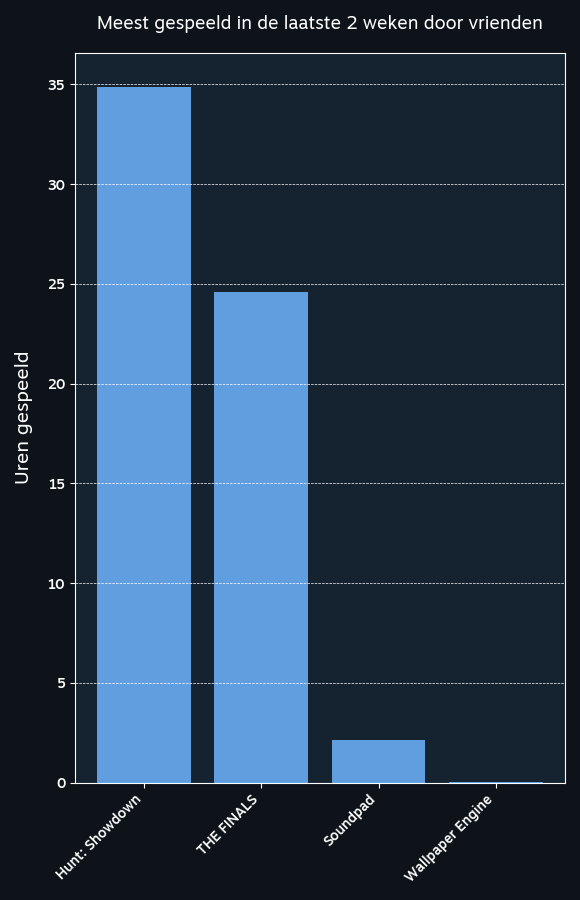 Meest gespeeld in de laatste 2 weken door vrienden
Uren gespeeld
35
30
25
20
15
10
5
0
Hunt: Showdown
THE FINALS
Soundpad
Wallpaper Engine